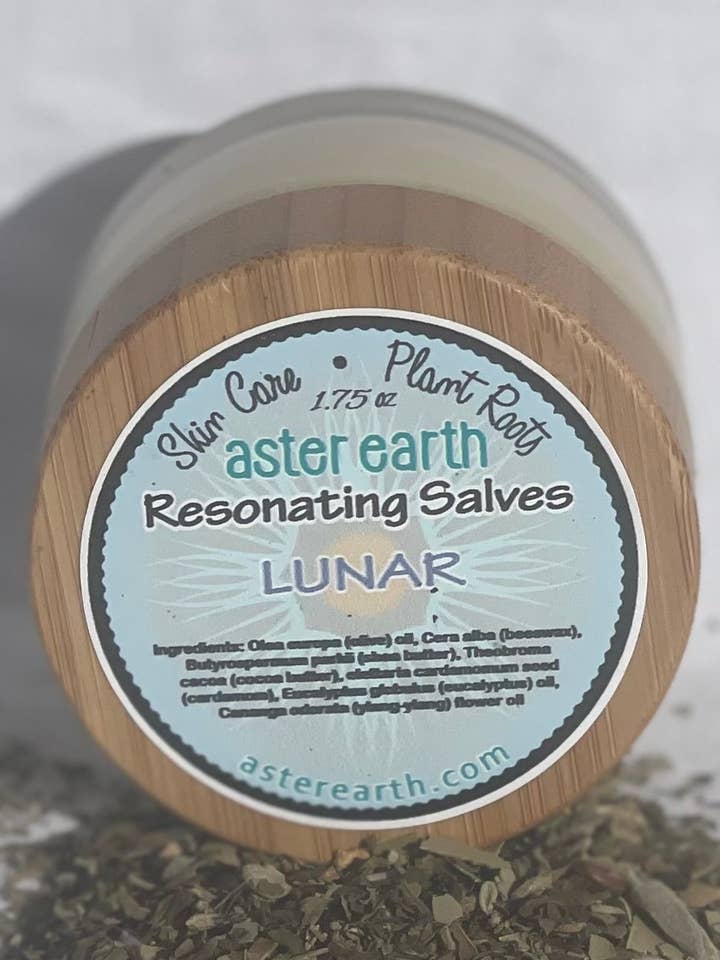 Skin Care • Plant Roots
1.75 oz
aster earth
Resonating Salves
LUNAR
Ingredients: Olea europa (olive) oil, Cera alba (beeswax),
Butyrospermum parkii (shea butter), Theobroma
cacoa (cocoa butter), elettaria cardamomum seed
(cardamom), Eucalyptus globulus (eucalyptus) oil,
Cananga odorata (ylang-ylang) flower oil
asterearth.com